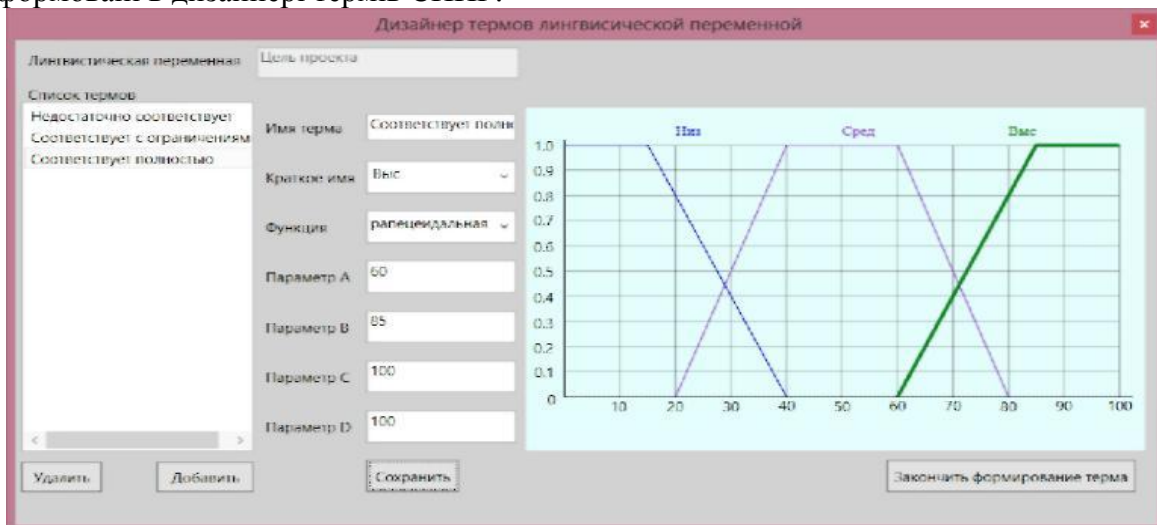 Дизайнер термов лингвисической переменной
Лингвистическая переменная
Цель проекта
Список термов
Недостаточно соответствует
Соответствует с ограничениям
Соответствует полностью
Имя терма
Соответствует полн
Краткое имя
Выс
Функция
рапецеидальная
Параметр A
60
Параметр B
85
Параметр C
100
Параметр D
100
Низ
Сред
Выс
1.0
0.9
0.8
0.7
0.6
0.5
0.4
0.3
0.2
0.1
0
10 20 30 40 50 60 70 80 90 100
Удалить
Добавить
Сохранить
Закончить формирование терма